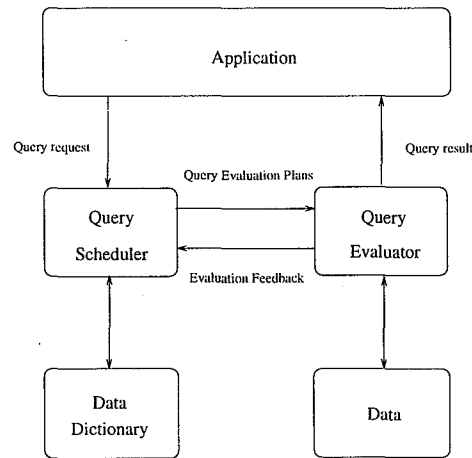 Application
Query request
Query result
Query Evaluation Plans
Query
Scheduler
Query
Evaluator
Evaluation Feedback
Data
Dictionary
Data